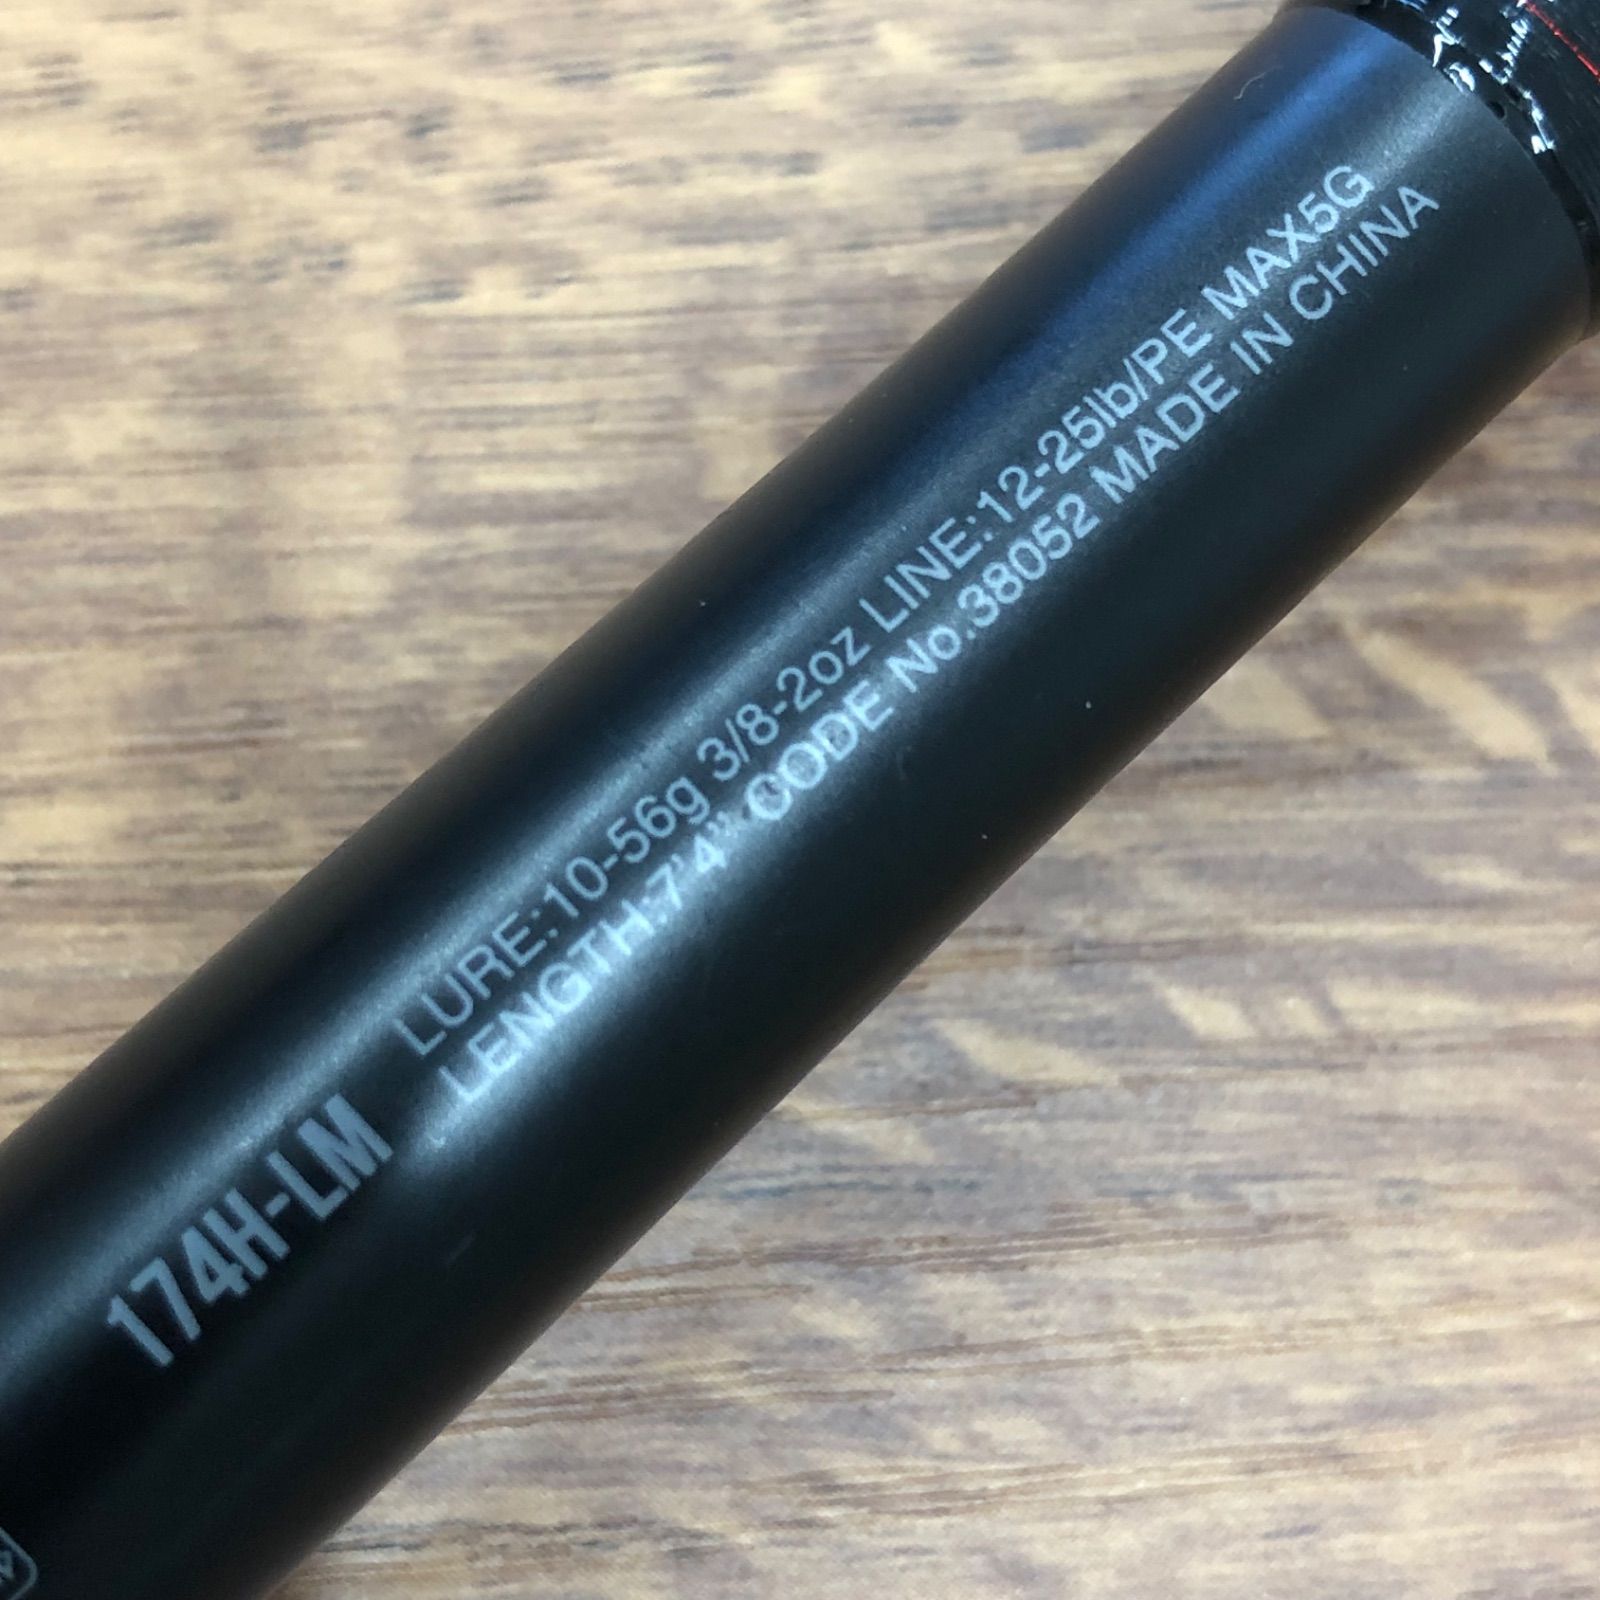 174H-LM
LURE:10-56g 3/8-2oz LINE:12-25lb/PE MAX5G
LENGTH:7'4" CODE No.38052 MADE IN CHINA